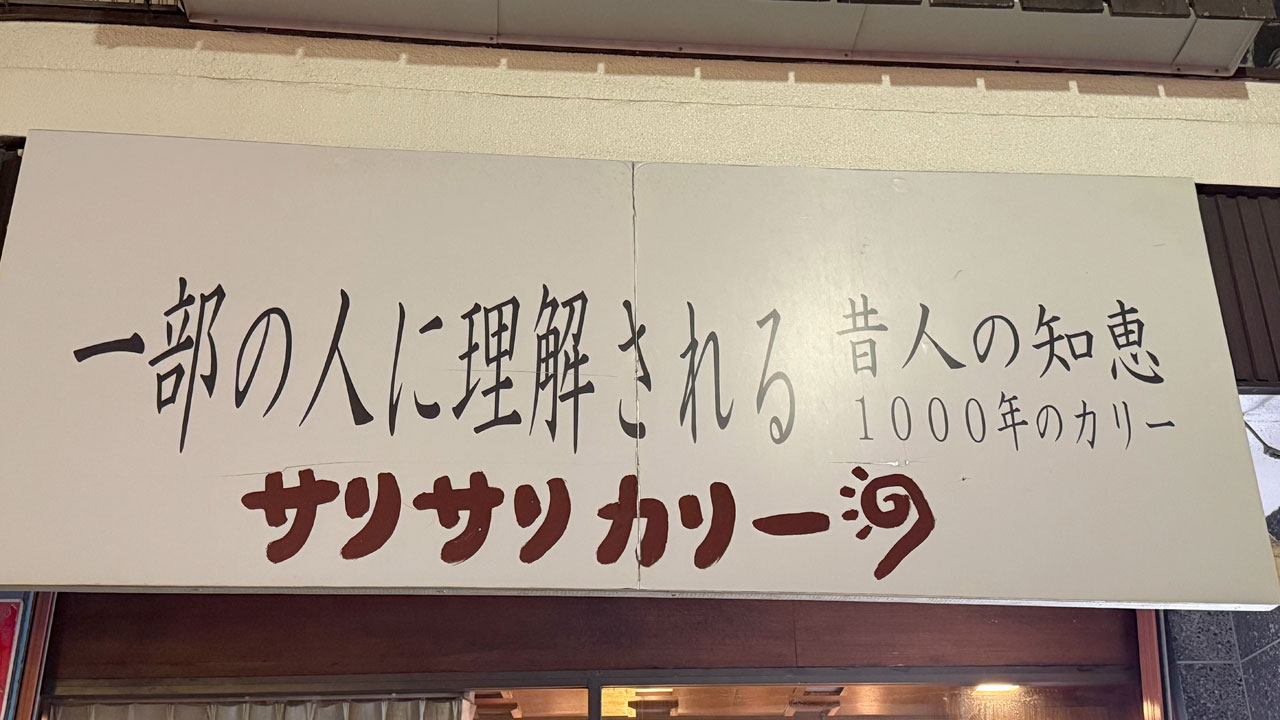 一部の人に理解される
昔人の知恵
1000年のカリー
サリサリカリー